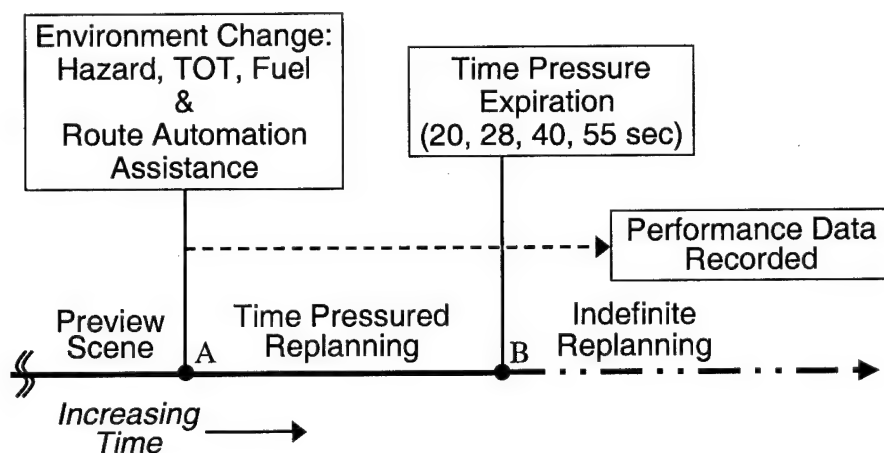 Environment Change:
Hazard, TOT, Fuel
&
Route Automation
Assistance
Time Pressure
Expiration
(20, 28, 40, 55 sec)
Performance Data
Recorded
Preview
Scene
A
Time Pressured
Replanning
B
Indefinite
Replanning
Increasing
Time